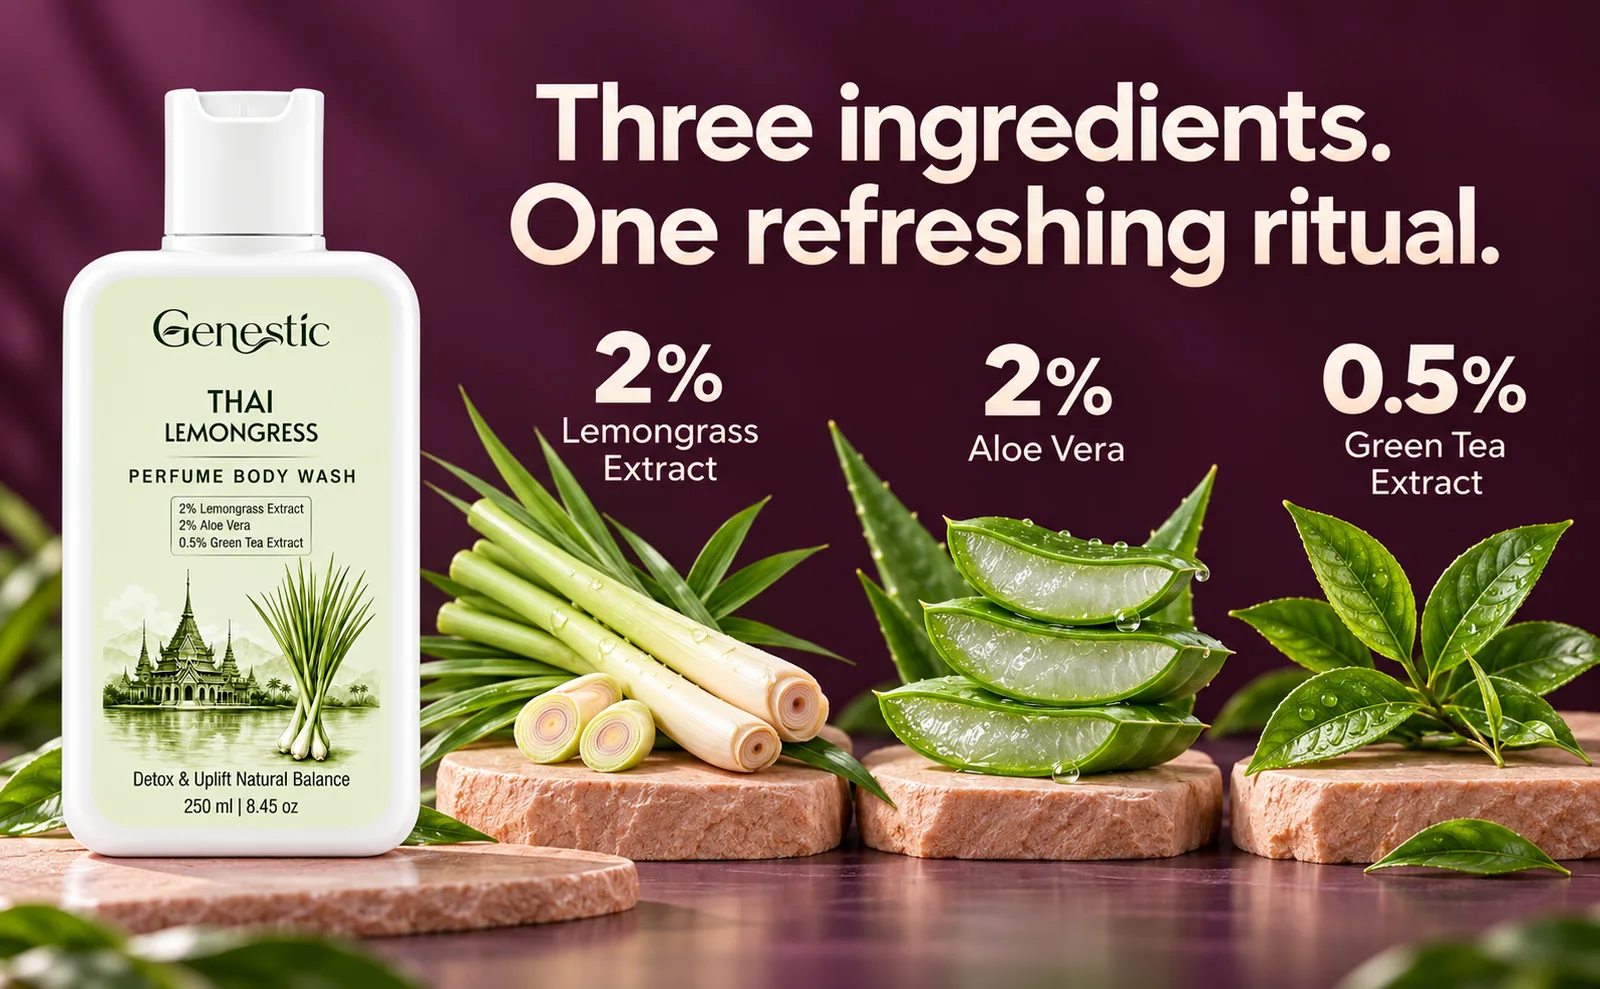 Three ingredients.
One refreshing ritual.
2%
Lemongrass
Extract
2%
Aloe Vera
0.5%
Green Tea
Extract
Genestic
THAI
LEMONGRESS
PERFUME BODY WASH
2% Lemongrass Extract
2% Aloe Vera
0.5% Green Tea Extract
Detox & Uplift Natural Balance
250 ml | 8.45 oz